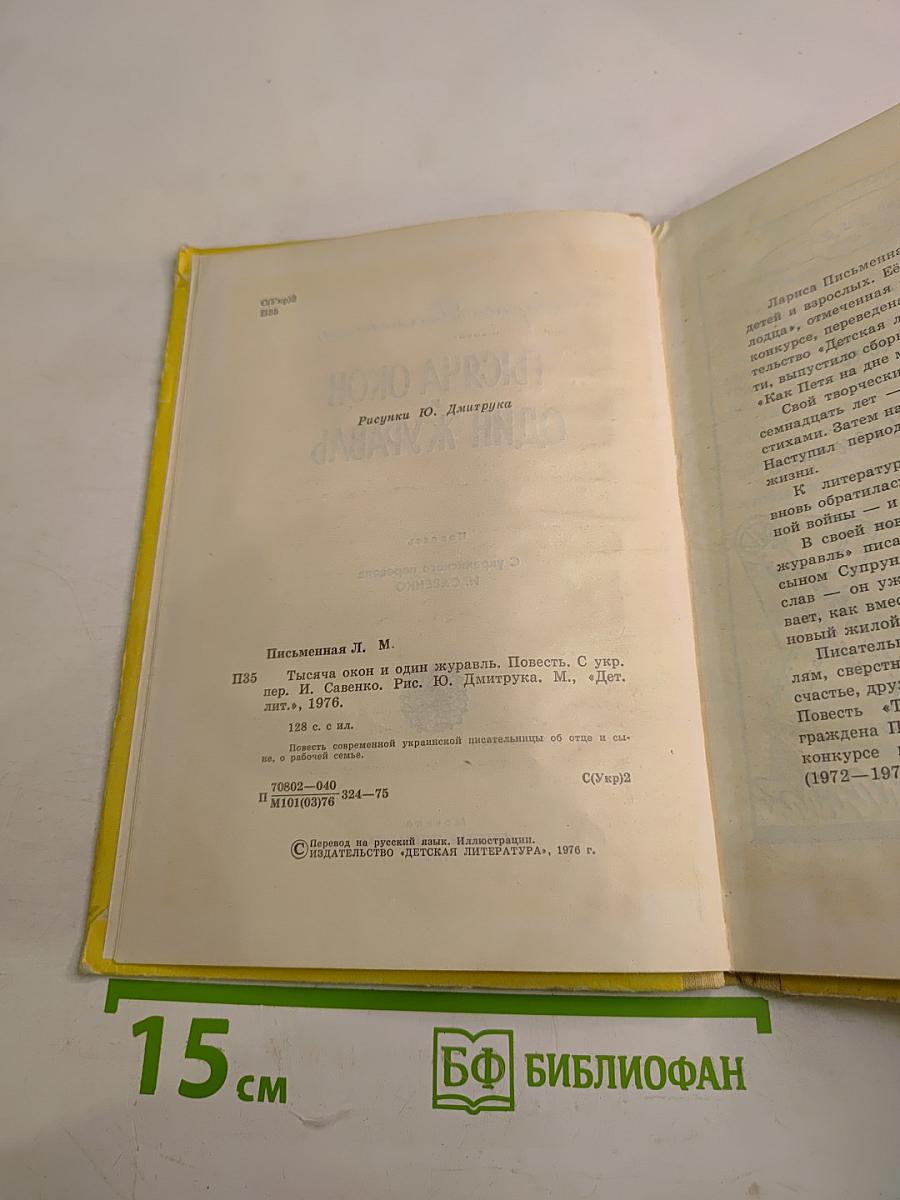 С(Укр)2
П35
Рисунки Ю. Дмитрука
Письменная Л. М.
П35 Тысяча окон и один журавль. Повесть. С укр.
пер. И. Савенко. Рис. Ю. Дмитрука. М., «Дет.
лит.», 1976.
128 с. с ил.
Повесть современной украинской писательницы об отце и сы-
не, о рабочей семье.
П 70802—040
М101(03)76 324—75
С(Укр)2
© Перевод на русский язык. Иллюстрации.
ИЗДАТЕЛЬСТВО «ДЕТСКАЯ ЛИТЕРАТУРА», 1976 г.
Лариса Письменна
детей и взрослых. Её
лодца», отмеченная
конкурсе, переведена
тельство «Детская л
ти, выпустило сборн
«Как Петя на дне м
Свой творчески
семнадцать лет —
стихами. Затем на
Наступил период
жизни.
К литератур
вновь обратилас
ной войны — и
В своей нов
журавль» писа
сыном Супрун
слав — он уж
вает, как вмес
новый жилой
Писатель
лям, сверстн
счастье, друз
Повесть «Т
граждена П
конкурсе
(1972—197
15 см
БФ БИБЛИОФАН